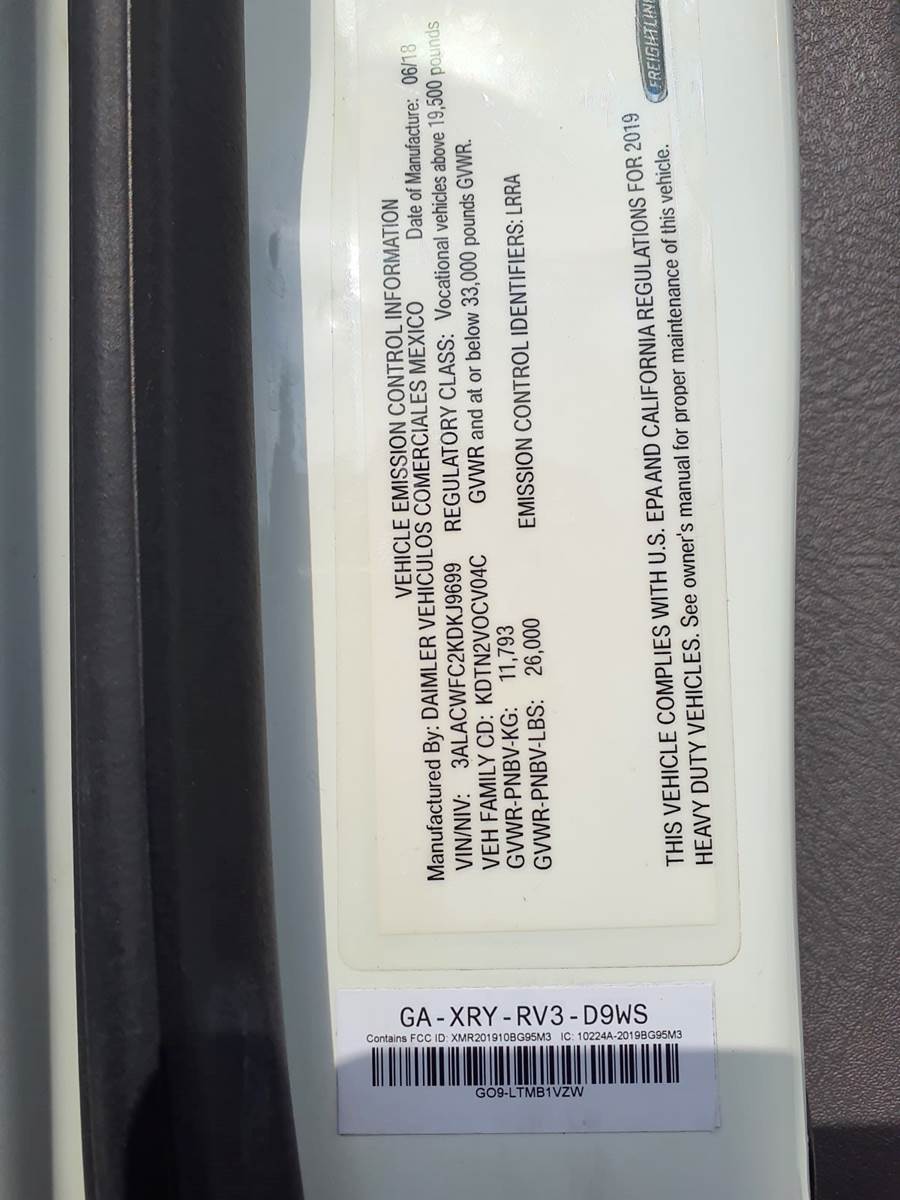 VEHICLE EMISSION CONTROL INFORMATION
Manufactured By: DAIMLER VEHICULOS COMERCIALES MEXICO Date of Manufacture: 06/18
VIN/NIV: 3ALACWFC2KDKJ9699 REGULATORY CLASS: Vocational vehicles above 19,500 pounds
VEH FAMILY CD: KDTN2VOCV04C GVWR and at or below 33,000 pounds GVWR.
GVWR-PNBV-KG: 11,793
GVWR-PNBV-LBS: 26,000 EMISSION CONTROL IDENTIFIERS: LRRA
THIS VEHICLE COMPLIES WITH U.S. EPA AND CALIFORNIA REGULATIONS FOR 2019
HEAVY DUTY VEHICLES. See owner's manual for proper maintenance of this vehicle.
GA-XRY-RV3-D9WS
Contains FCC ID: XMR201910BG95M3 IC: 10224A-2019BG95M3
GO9-LTMB1VZW